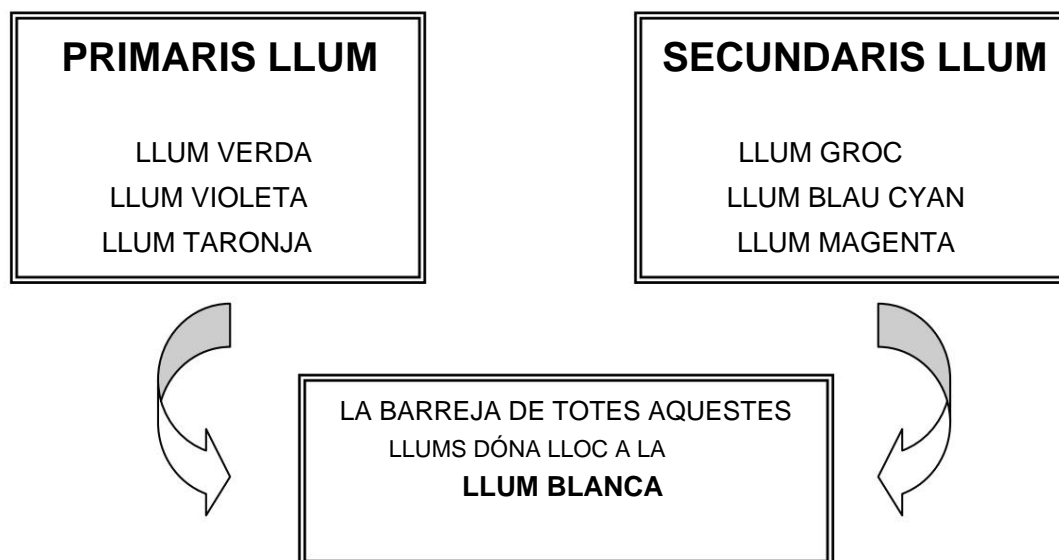 PRIMARIS LLUM
LLUM VERDA
LLUM VIOLETA
LLUM TARONJA
SECUNDARIS LLUM
LLUM GROC
LLUM BLAU CYAN
LLUM MAGENTA
LA BARREJA DE TOTES AQUESTES
LLUMS DÓNA LLOC A LA
LLUM BLANCA